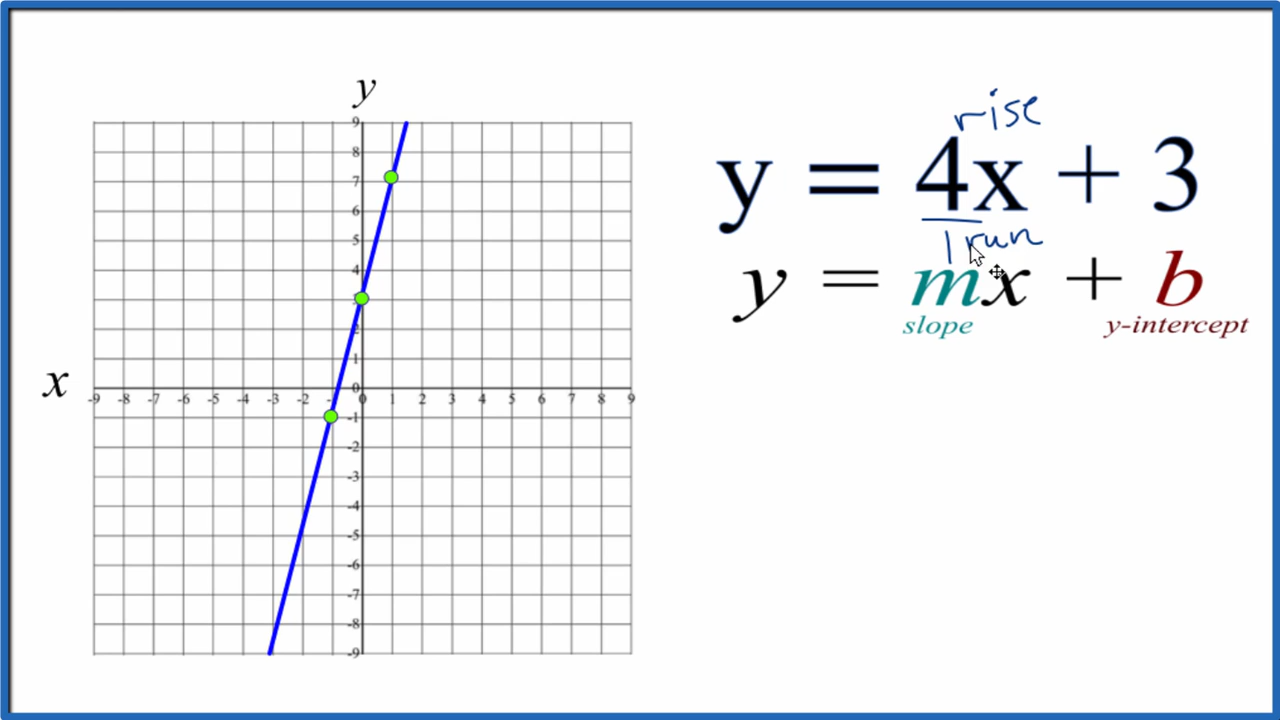 y
9
8
7
6
5
4
2
1
0
-1
-2
-3
-4
-5
-6
-7
-8
-9
x
-9 -8 -7 -6 -5 -4 -3 -2 - 0 1 2 3 4 5 6 7 8 9
rise
y = 4x + 3
1 run
y = mx + b
slope y-intercept